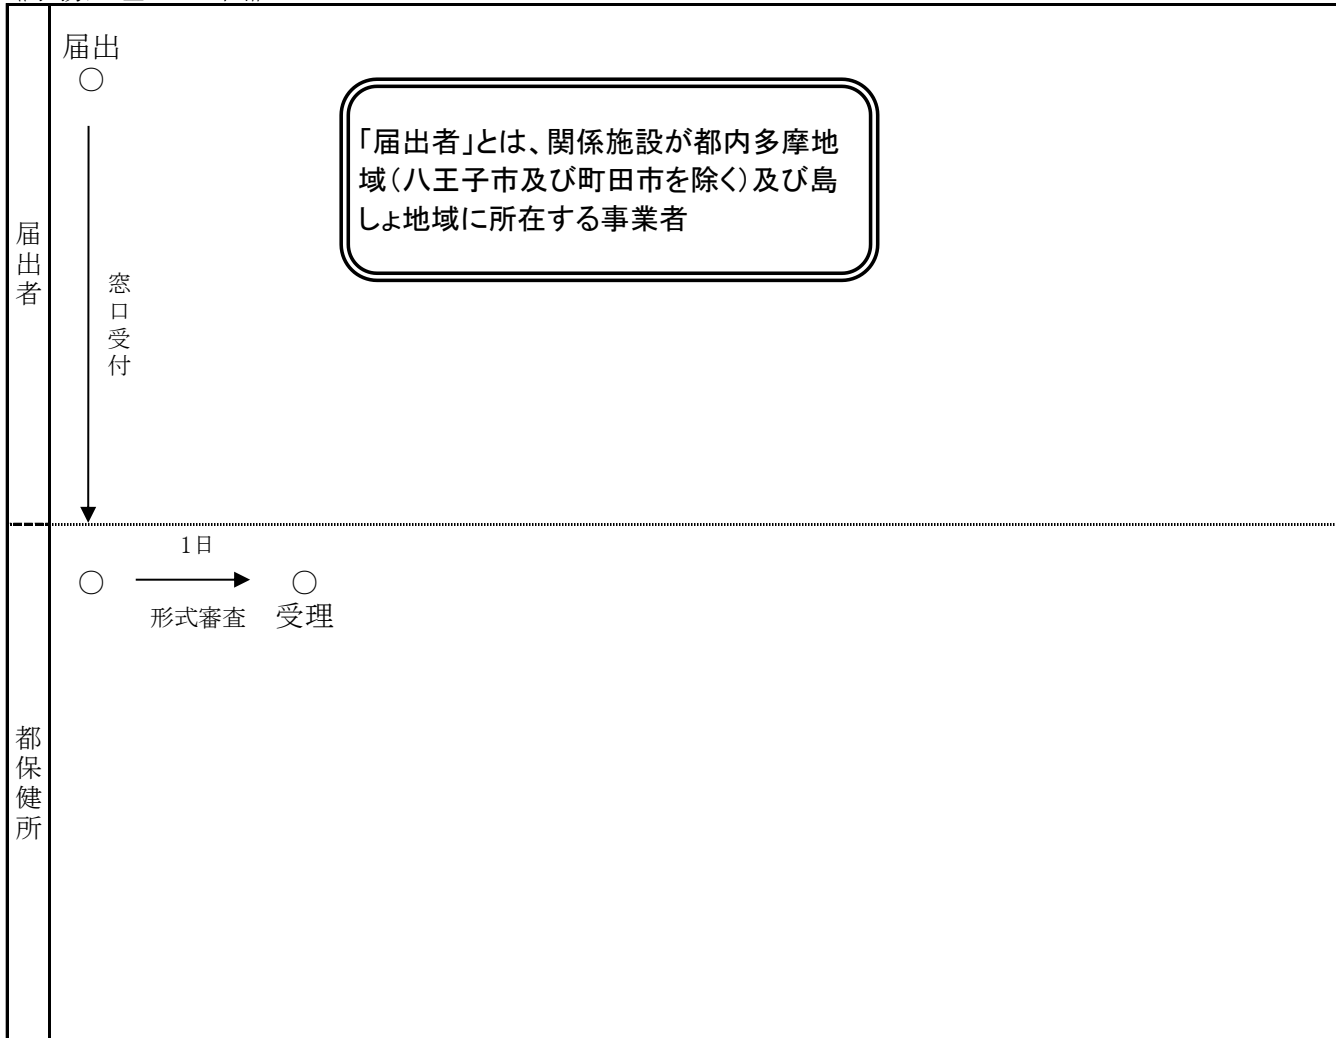 届出
○
「届出者」とは、関係施設が都内多摩地
域（八王子市及び町田市を除く）及び島
しょ地域に所在する事業者
届出者
窓口受付
1日
○
○
形式審査
受理
都保健所